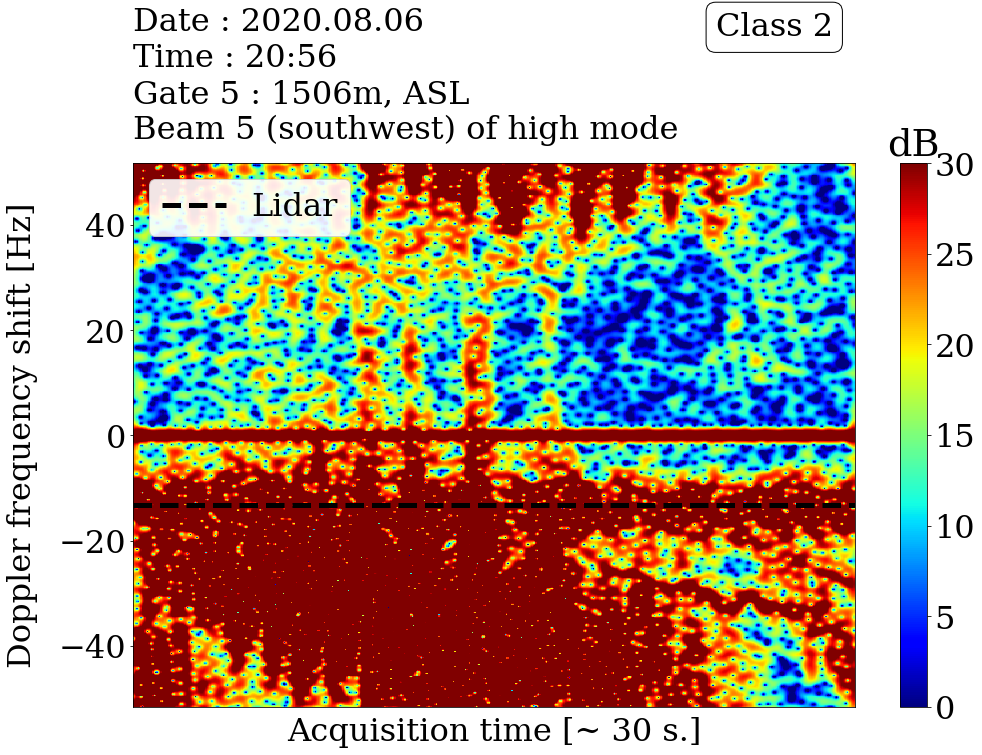 Date : 2020.08.06
Time : 20:56
Gate 5 : 1506m, ASL
Beam 5 (southwest) of high mode
Class 2
dB
Lidar
Doppler frequency shift [Hz]
40
20
0
−20
−40
30
25
20
15
10
5
0
Acquisition time [~ 30 s.]